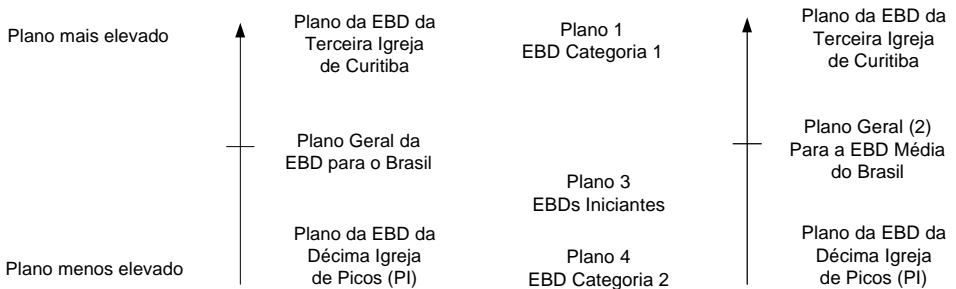 Plano mais elevado
Plano da EBD da
Terceira Igreja
de Curitiba
Plano Geral da
EBD para o Brasil
Plano menos elevado
Plano da EBD da
Décima Igreja
de Picos (PI)
Plano 1
EBD Categoria 1
Plano 3
EBDs Iniciantes
Plano 4
EBD Categoria 2
Plano da EBD da
Terceira Igreja
de Curitiba
Plano Geral (2)
Para a EBD Média
do Brasil
Plano da EBD da
Décima Igreja
de Picos (PI)